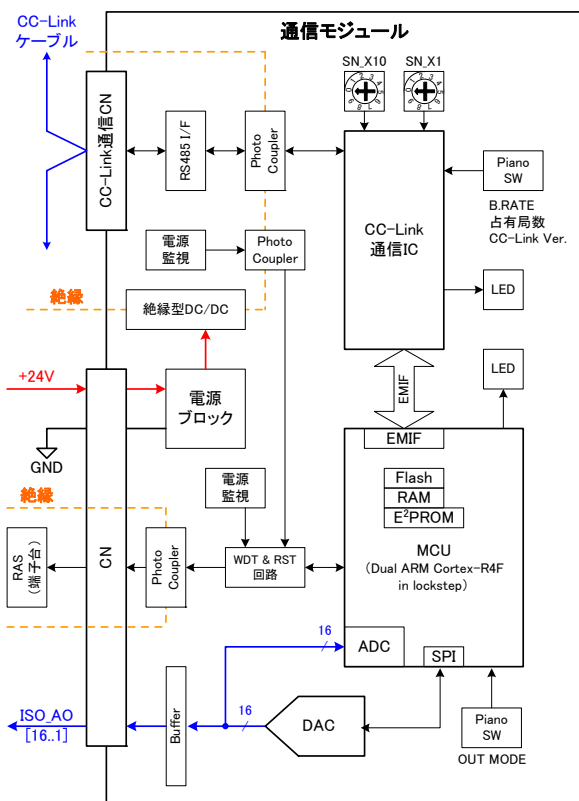 CC-Link
ケーブル
通信モジュール
SN_X10
SN_X1
CC-Link通信CN
RS485 I/F
Photo
Coupler
CC-Link
通信IC
Piano
SW
B.RATE
占有局数
CC-Link Ver.
電源
監視
Photo
Coupler
LED
絶縁
絶縁型DC/DC
+24V
電源
ブロック
EMIF
LED
GND
EMIF
絶縁
電源
監視
Flash
RAM
E²PROM
MCU
(Dual ARM Cortex-R4F
in lockstep)
RAS
(端子台)
CN
Photo
Coupler
WDT & RST
回路
16
ADC
SPI
ISO_AO
[16..1]
Buffer
16
DAC
Piano
SW
OUT MODE